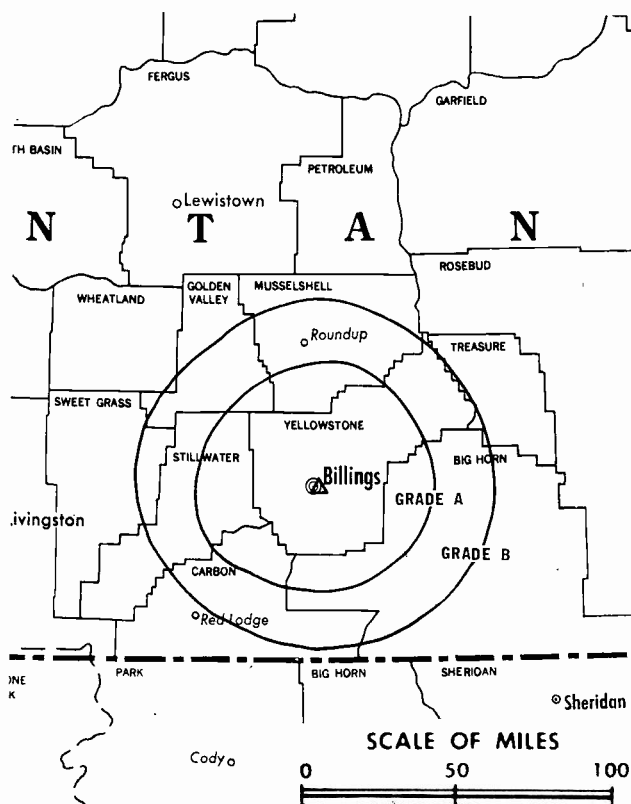 FERGUS
GARFIELD
TH BASIN
PETROLEUM
Lewistown
N T A N
ROSEBUD
WHEATLAND
GOLDEN VALLEY
MUSSELSHELL
Roundup
TREASURE
SWEET GRASS
YELLOWSTONE
STILLWATER
BIG HORN
Billings
GRADE A
ivingston
GRADE B
CARBON
Red Lodge
PARK
BIG HORN
SHERIDAN
ONE
K
Sheridan
SCALE OF MILES
Cody
0 50 100